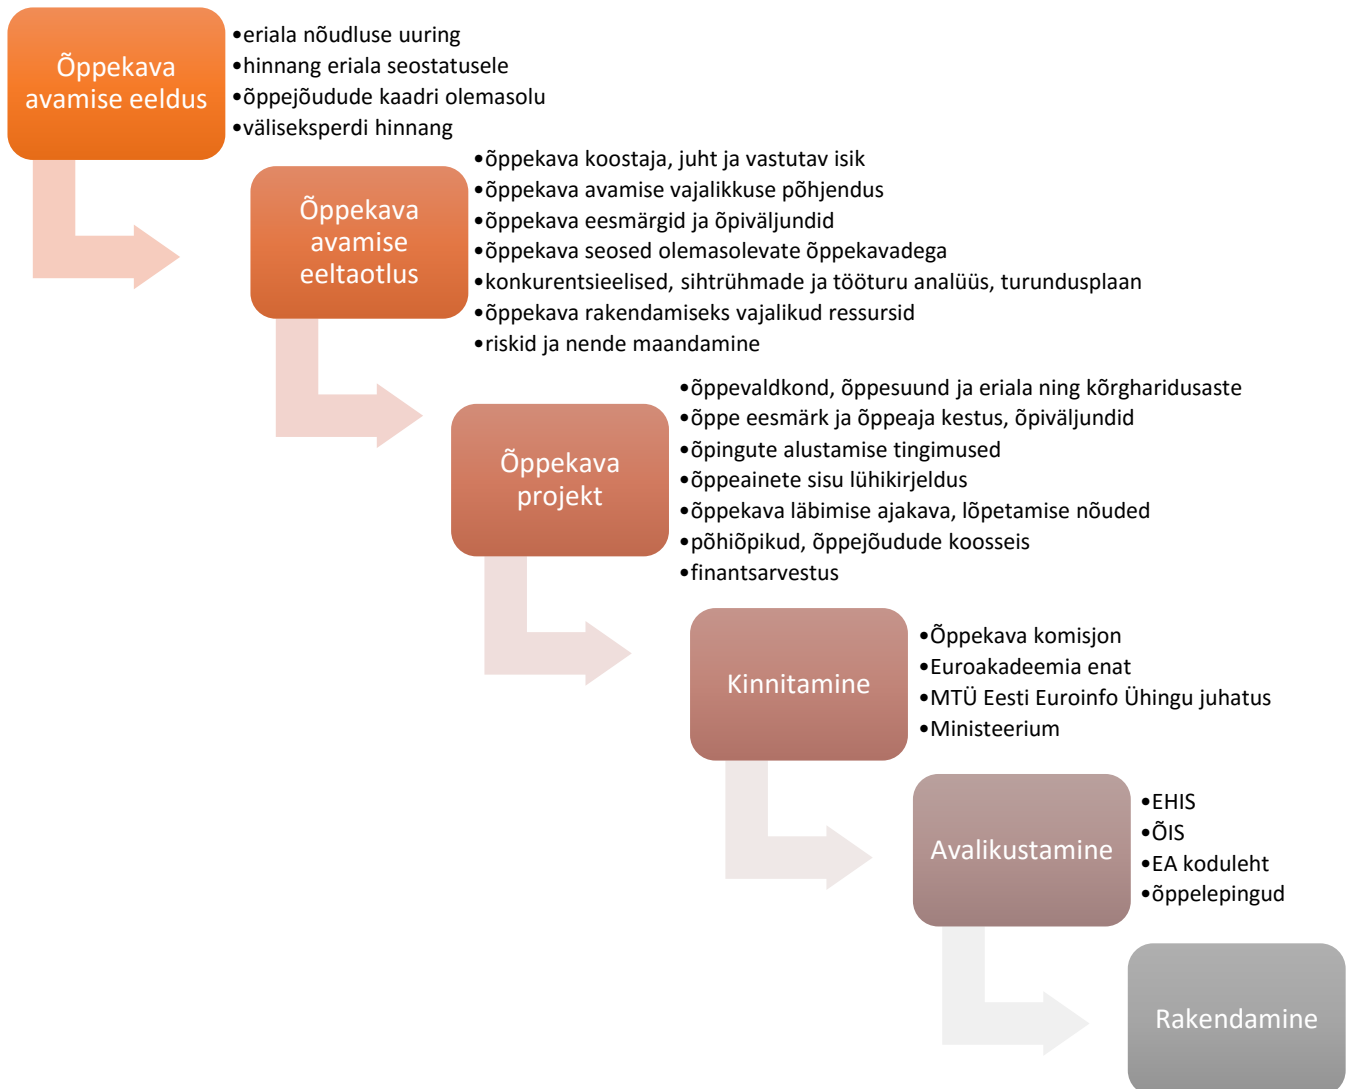 Õppekava
avamise eeldus
•eriala nõudluse uuring
•hinnang eriala seostatusele
•õppejõudude kaadri olemasolu
•väliseksperdi hinnang
Õppekava
avamise
eeltaotlus
•õppekava koostaja, juht ja vastutav isik
•õppekava avamise vajalikkuse põhjendus
•õppekava eesmärgid ja õpiväljundid
•õppekava seosed olemasolevate õppekavadega
•konkurentsieelised, sihtrühmade ja tööturu analüüs, turundusplaan
•õppekava rakendamiseks vajalikud ressursid
•riskid ja nende maandamine
Õppekava
projekt
•õppevaldkond, õppesuund ja eriala ning kõrgharidusaste
•õppe eesmärk ja õppeaja kestus, õpiväljundid
•õpingute alustamise tingimused
•õppeainete sisu lühikirjeldus
•õppekava läbimise ajakava, lõpetamise nõuded
•põhiõpikud, õppejõudude koosseis
•finantsarvestus
Kinnitamine
•Õppekava komisjon
•Euroakadeemia enat
•MTÜ Eesti Euroinfo Ühingu juhatus
•Ministeerium
Avalikustamine
•EHIS
•ÕIS
•EA koduleht
•õppelepingud
Rakendamine